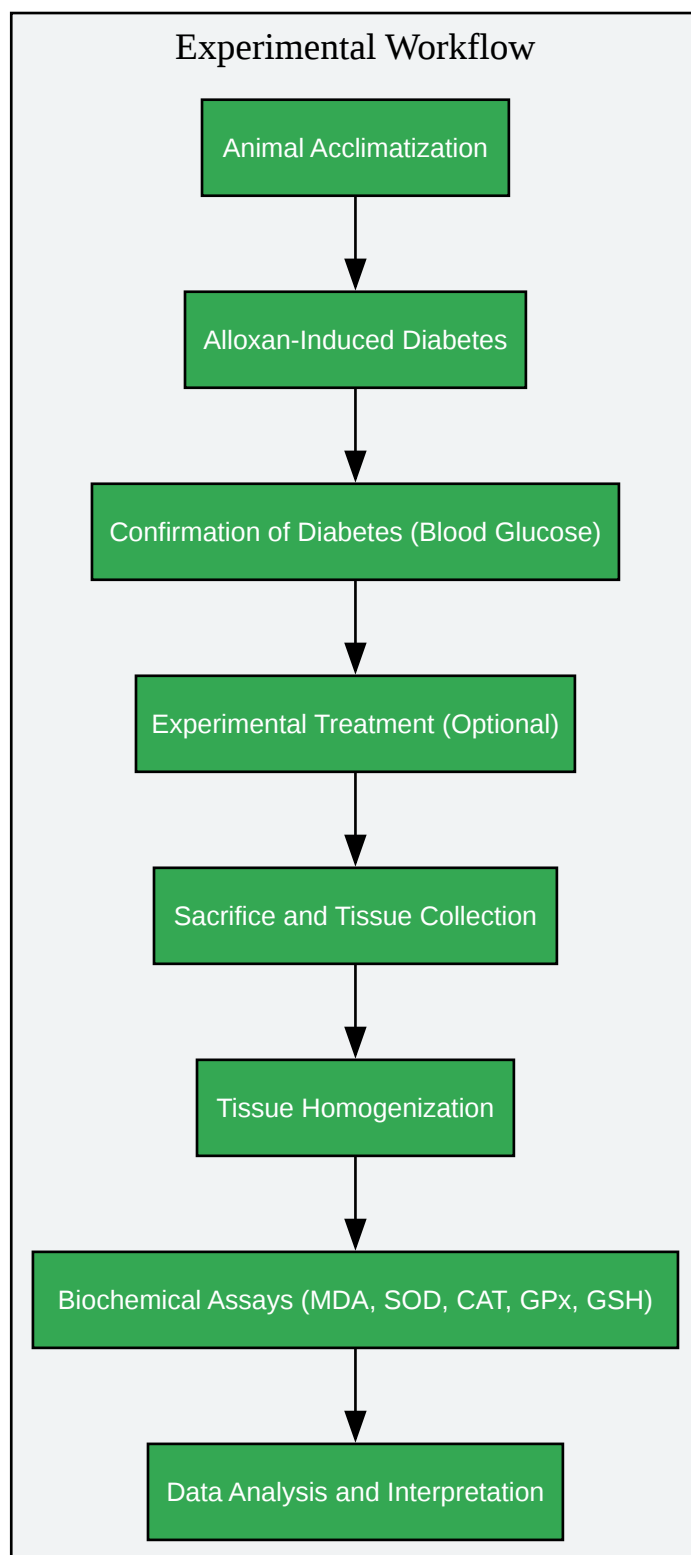 Experimental Workflow
Animal Acclimatization
Alloxan-Induced Diabetes
Confirmation of Diabetes (Blood Glucose)
Experimental Treatment (Optional)
Sacrifice and Tissue Collection
Tissue Homogenization
Biochemical Assays (MDA, SOD, CAT, GPx, GSH)
Data Analysis and Interpretation